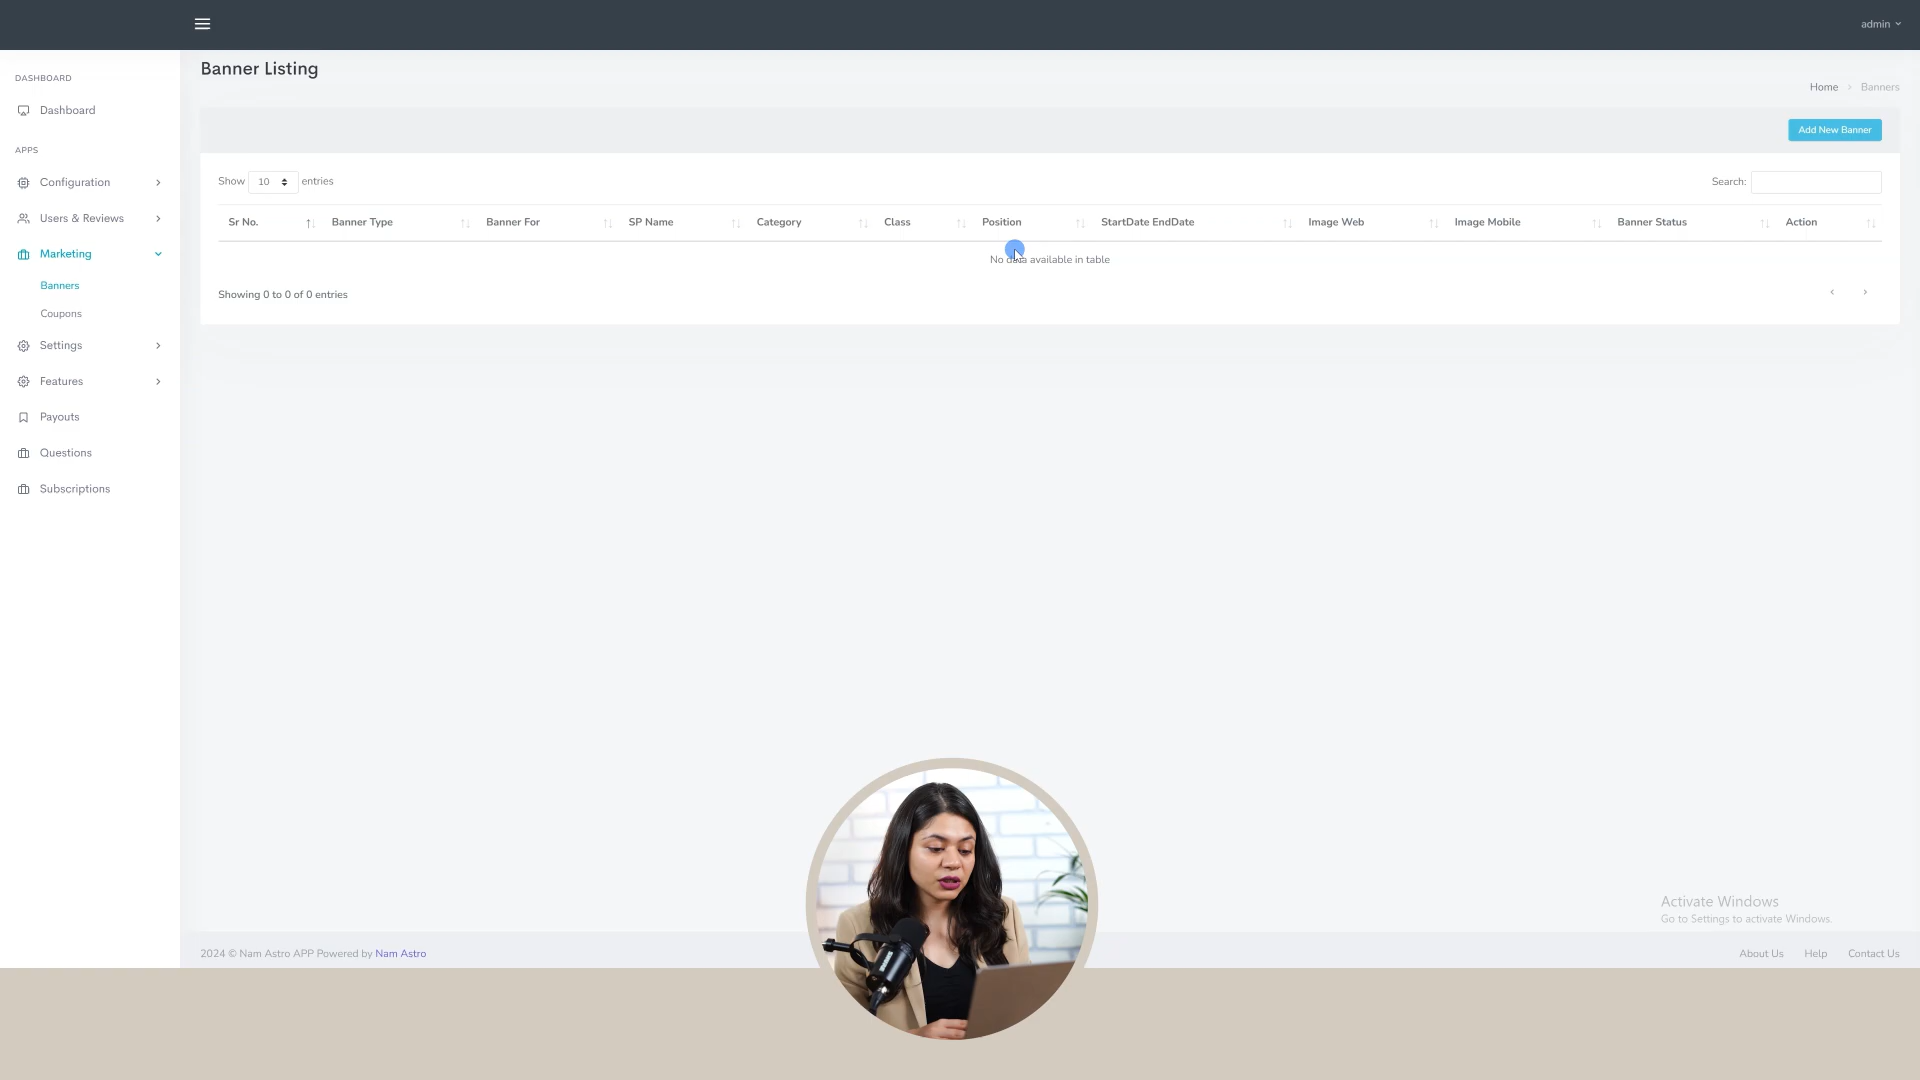 admin
DASHBOARD
Dashboard
APPS
Configuration
Users & Reviews
Marketing
Banners
Coupons
Settings
Features
Payouts
Questions
Subscriptions
Banner Listing
Home > Banners
Add New Banner
Show 10 entries
Search:
Sr No. Banner Type Banner For SP Name Category Class Position StartDate EndDate Image Web Image Mobile Banner Status Action
No data available in table
Showing 0 to 0 of 0 entries
Activate Windows
Go to Settings to activate Windows.
2024 © Nam Astro APP Powered by Nam Astro
About Us Help Contact Us